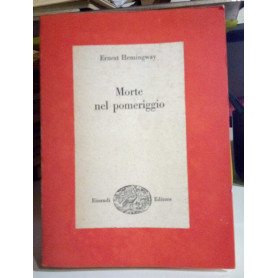 Ernest Hemingway
Morte
nel pomeriggio
Einaudi Editore